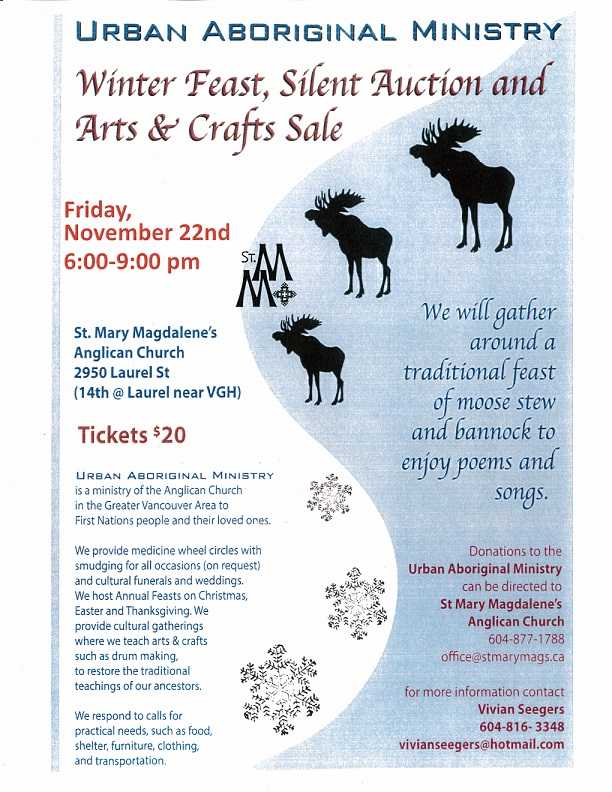 URBAN ABORIGINAL MINISTRY
Winter Feast, Silent Auction and
Arts & Crafts Sale
Friday,
November 22nd
6:00-9:00 pm
ST. M
M
St. Mary Magdalene's
Anglican Church
2950 Laurel St
(14th @ Laurel near VGH)
Tickets $20
We will gather
around a
traditional feast
of moose stew
and bannock to
enjoy poems and
songs.
URBAN ABORIGINAL MINISTRY
is a ministry of the Anglican Church
in the Greater Vancouver Area to
First Nations people and their loved ones.
We provide medicine wheel circles with
smudging for all occasions (on request)
and cultural funerals and weddings.
We host Annual Feasts on Christmas,
Easter and Thanksgiving. We
provide cultural gatherings
where we teach arts & crafts
such as drum making,
to restore the traditional
teachings of our ancestors.
We respond to calls for
practical needs, such as food,
shelter, furniture, clothing,
and transportation.
Donations to the
Urban Aboriginal Ministry
can be directed to
St Mary Magdalene's
Anglican Church
604-877-1788
office@stmarymags.ca
for more information contact
Vivian Seegers
604-816- 3348
vivianseegers@hotmail.com